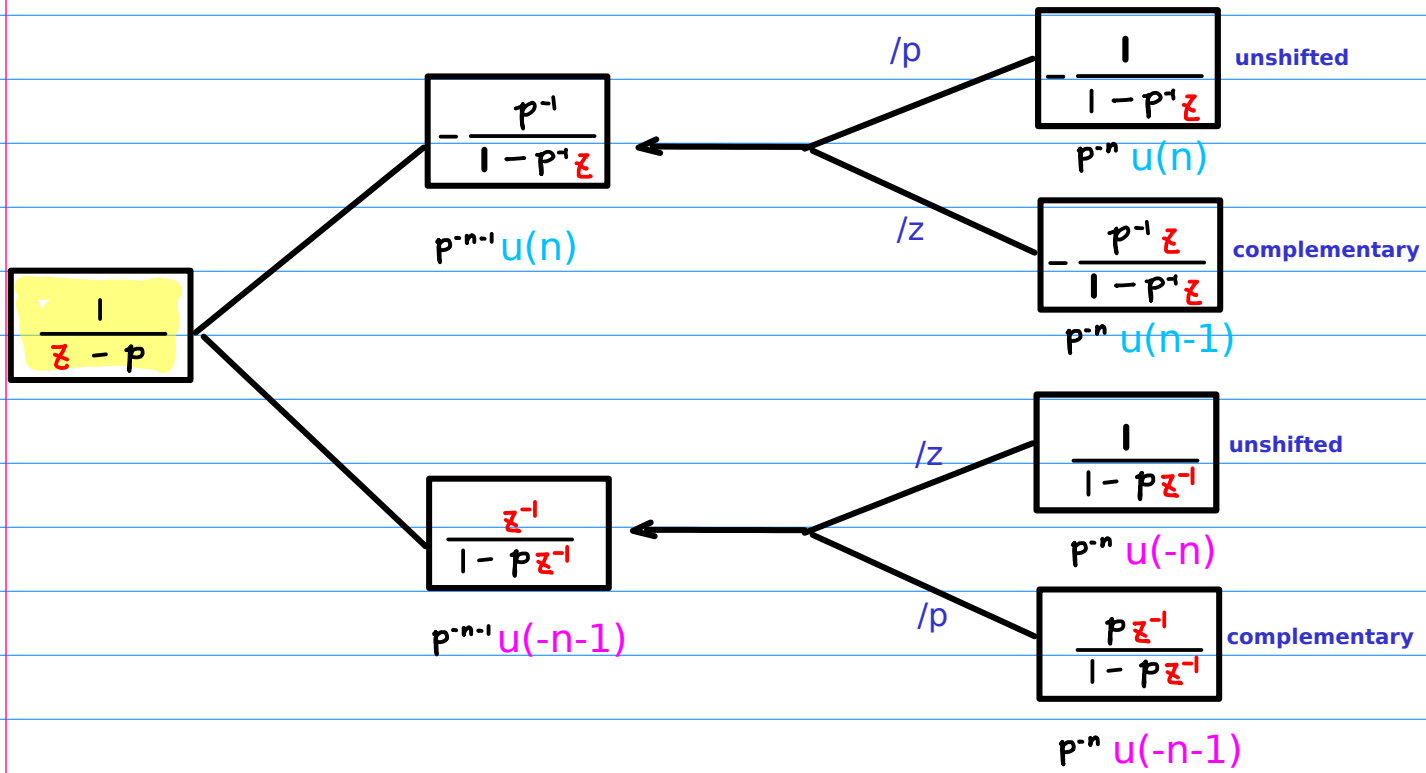 1
z - p
- p⁻¹
1 - p⁻¹z
p⁻ⁿ⁻¹ u(n)
z⁻¹
1 - pz⁻¹
p⁻ⁿ⁻¹ u(-n-1)
/p
/z
- 1
1 - p⁻¹z
unshifted
p⁻ⁿ u(n)
- p⁻¹ z
1 - p⁻¹z
complementary
p⁻ⁿ u(n-1)
/z
/p
1
1 - pz⁻¹
unshifted
p⁻ⁿ u(-n)
pz⁻¹
1 - pz⁻¹
complementary
p⁻ⁿ u(-n-1)